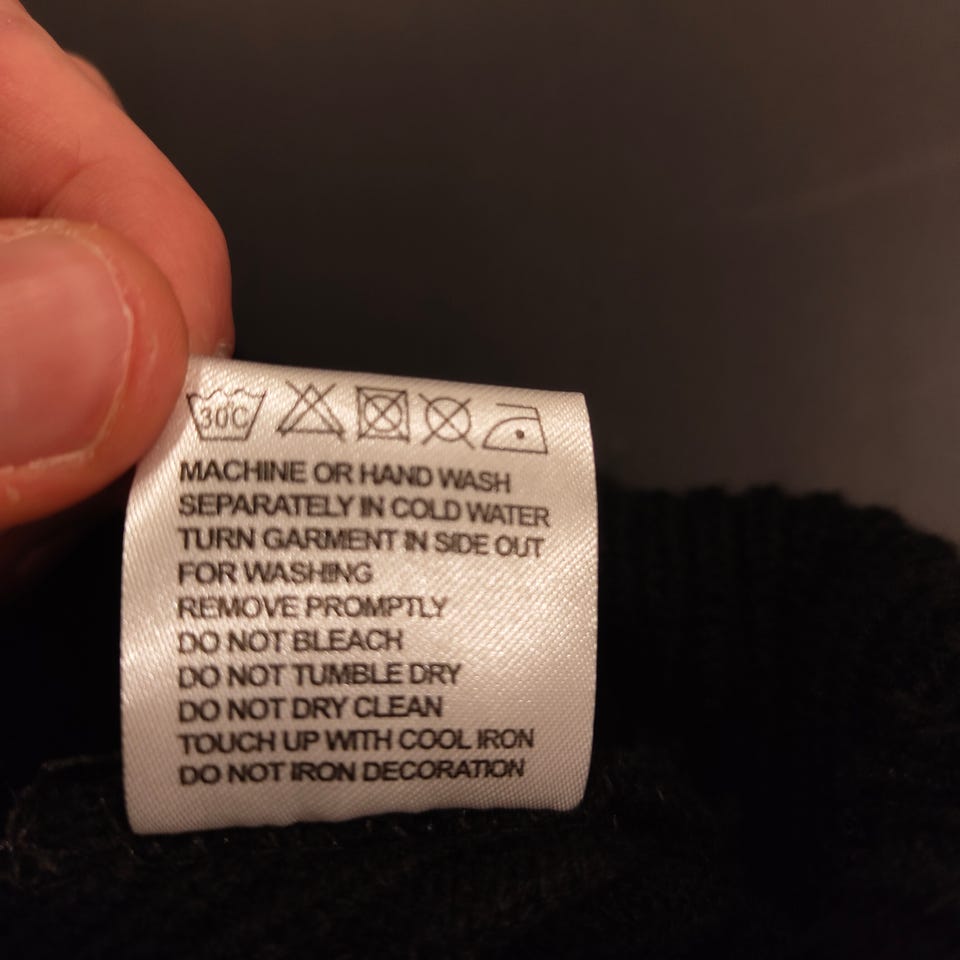 30C
MACHINE OR HAND WASH
SEPARATELY IN COLD WATER
TURN GARMENT IN SIDE OUT
FOR WASHING
REMOVE PROMPTLY
DO NOT BLEACH
DO NOT TUMBLE DRY
DO NOT DRY CLEAN
TOUCH UP WITH COOL IRON
DO NOT IRON DECORATION